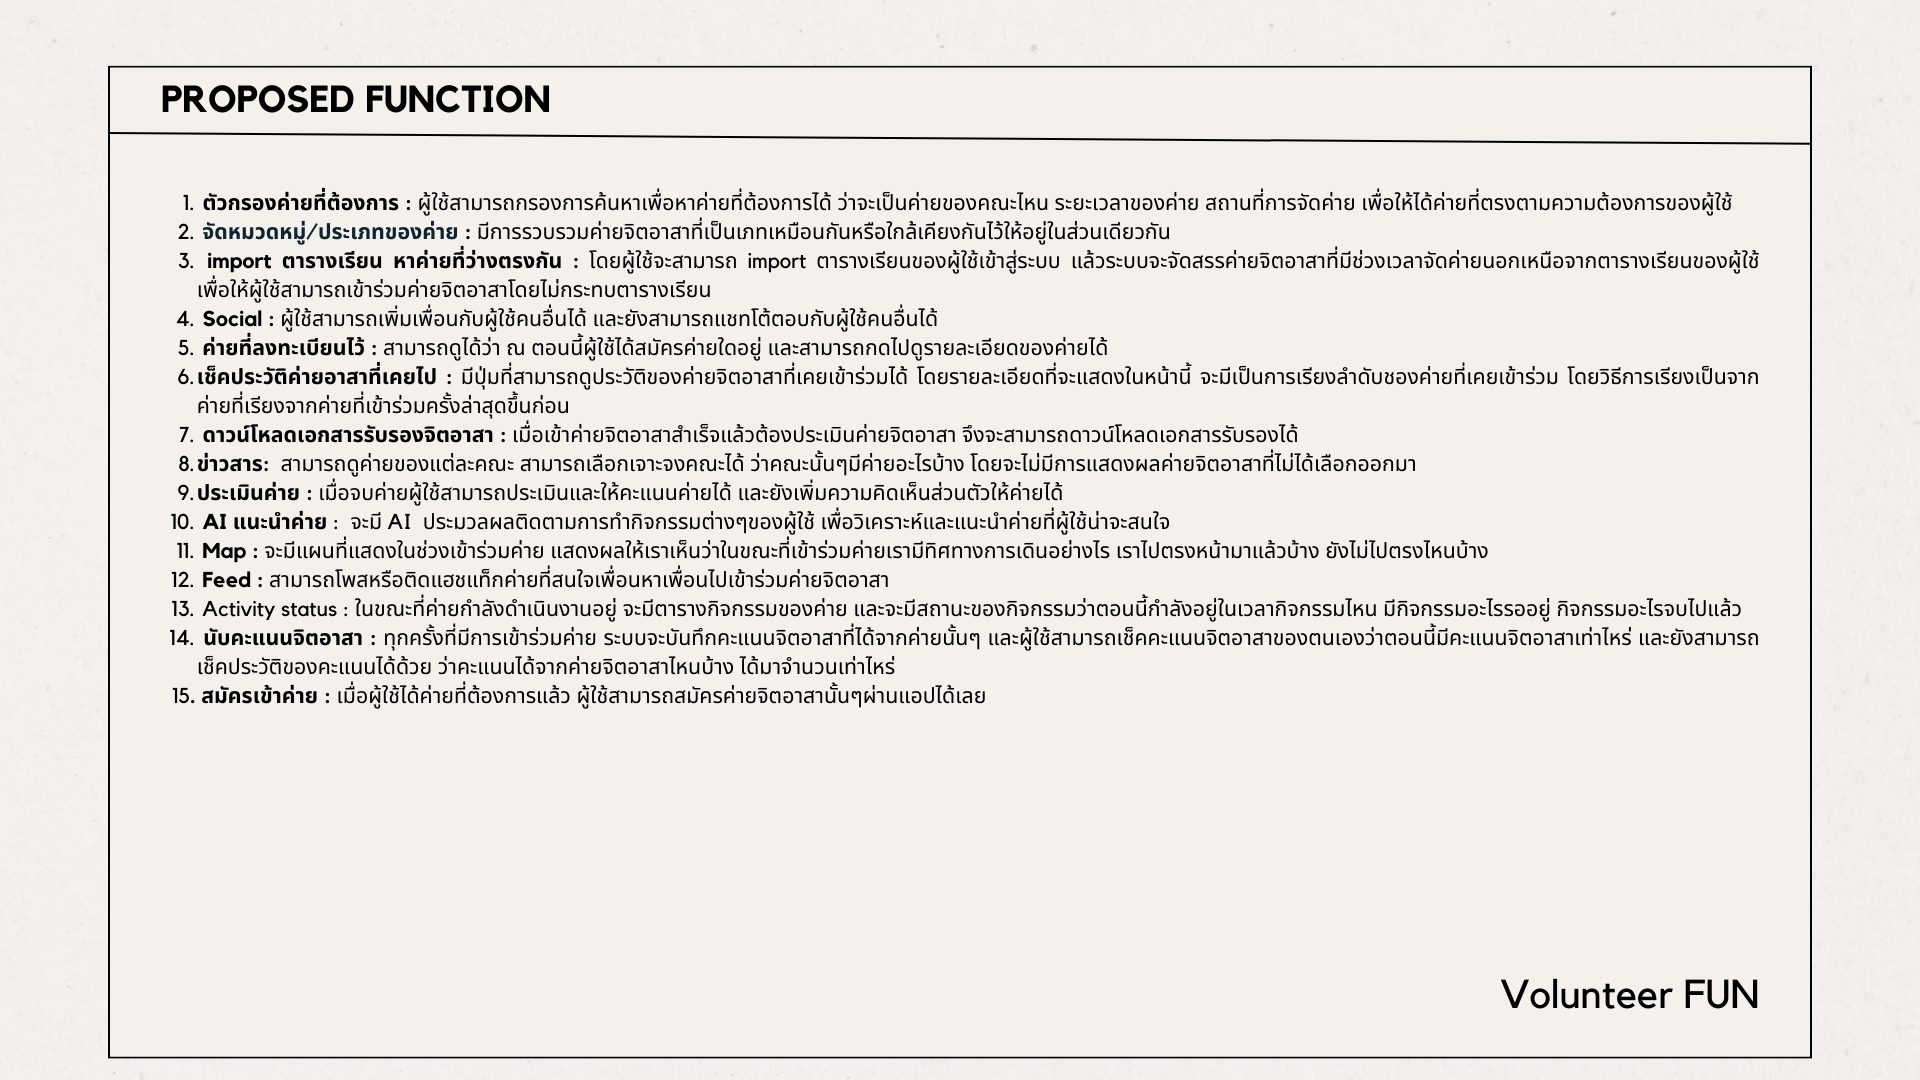 PROPOSED FUNCTION
1. ตัวกรองค่ายที่ต้องการ : ผู้ใช้สามารถกรองการค้นหาเพื่อหาค่ายที่ต้องการได้ ว่าจะเป็นค่ายของคณะไหน ระยะเวลาของค่าย สถานที่การจัดค่าย เพื่อให้ได้ค่ายที่ตรงตามความต้องการของผู้ใช้
2. จัดหมวดหมู่/ประเภทของค่าย : มีการรวบรวมค่ายจิตอาสาที่เป็นเภทเหมือนกันหรือใกล้เคียงกันไว้ให้อยู่ในส่วนเดียวกัน
3. import ตารางเรียน หาค่ายที่ว่างตรงกัน : โดยผู้ใช้จะสามารถ import ตารางเรียนของผู้ใช้เข้าสู่ระบบ แล้วระบบจะจัดสรรค่ายจิตอาสาที่มีช่วงเวลาจัดค่ายนอกเหนือจากตารางเรียนของผู้ใช้
เพื่อให้ผู้ใช้สามารถเข้าร่วมค่ายจิตอาสาโดยไม่กระทบตารางเรียน
4. Social : ผู้ใช้สามารถเพิ่มเพื่อนกับผู้ใช้คนอื่นได้ และยังสามารถแชทโต้ตอบกับผู้ใช้คนอื่นได้
5. ค่ายที่ลงทะเบียนไว้ : สามารถดูได้ว่า ณ ตอนนี้ผู้ใช้ได้สมัครค่ายใดอยู่ และสามารถกดไปดูรายละเอียดของค่ายได้
6. เช็คประวัติค่ายอาสาที่เคยไป : มีปุ่มที่สามารถดูประวัติของค่ายจิตอาสาที่เคยเข้าร่วมได้ โดยรายละเอียดที่จะแสดงในหน้านี้ จะมีเป็นการเรียงลำดับชองค่ายที่เคยเข้าร่วม โดยวิธีการเรียงเป็นจาก
ค่ายที่เรียงจากค่ายที่เข้าร่วมครั้งล่าสุดขึ้นก่อน
7. ดาวน์โหลดเอกสารรับรองจิตอาสา : เมื่อเข้าค่ายจิตอาสาสำเร็จแล้วต้องประเมินค่ายจิตอาสา จึงจะสามารถดาวน์โหลดเอกสารรับรองได้
8. ข่าวสาร: สามารถดูค่ายของแต่ละคณะ สามารถเลือกเจาะจงคณะได้ ว่าคณะนั้นๆมีค่ายอะไรบ้าง โดยจะไม่มีการแสดงผลค่ายจิตอาสาที่ไม่ได้เลือกออกมา
9. ประเมินค่าย : เมื่อจบค่ายผู้ใช้สามารถประเมินและให้คะแนนค่ายได้ และยังเพิ่มความคิดเห็นส่วนตัวให้ค่ายได้
10. AI แนะนำค่าย : จะมี AI ประมวลผลติดตามการทำกิจกรรมต่างๆของผู้ใช้ เพื่อวิเคราะห์และแนะนำค่ายที่ผู้ใช้น่าจะสนใจ
11. Map : จะมีแผนที่แสดงในช่วงเข้าร่วมค่าย แสดงผลให้เราเห็นว่าในขณะที่เข้าร่วมค่ายเรามีทิศทางการเดินอย่างไร เราไปตรงหน้ามาแล้วบ้าง ยังไม่ไปตรงไหนบ้าง
12. Feed : สามารถโพสหรือติดแฮชแท็กค่ายที่สนใจเพื่อนหาเพื่อนไปเข้าร่วมค่ายจิตอาสา
13. Activity status : ในขณะที่ค่ายกำลังดำเนินงานอยู่ จะมีตารางกิจกรรมของค่าย และจะมีสถานะของกิจกรรมว่าตอนนี้กำลังอยู่ในเวลากิจกรรมไหน มีกิจกรรมอะไรรออยู่ กิจกรรมอะไรจบไปแล้ว
14. นับคะแนนจิตอาสา : ทุกครั้งที่มีการเข้าร่วมค่าย ระบบจะบันทึกคะแนนจิตอาสาที่ได้จากค่ายนั้นๆ และผู้ใช้สามารถเช็คคะแนนจิตอาสาของตนเองว่าตอนนี้มีคะแนนจิตอาสาเท่าไหร่ และยังสามารถ
เช็คประวัติของคะแนนได้ด้วย ว่าคะแนนได้จากค่ายจิตอาสาไหนบ้าง ได้มาจำนวนเท่าไหร่
15. สมัครเข้าค่าย : เมื่อผู้ใช้ได้ค่ายที่ต้องการแล้ว ผู้ใช้สามารถสมัครค่ายจิตอาสานั้นๆผ่านแอปได้เลย
Volunteer FUN